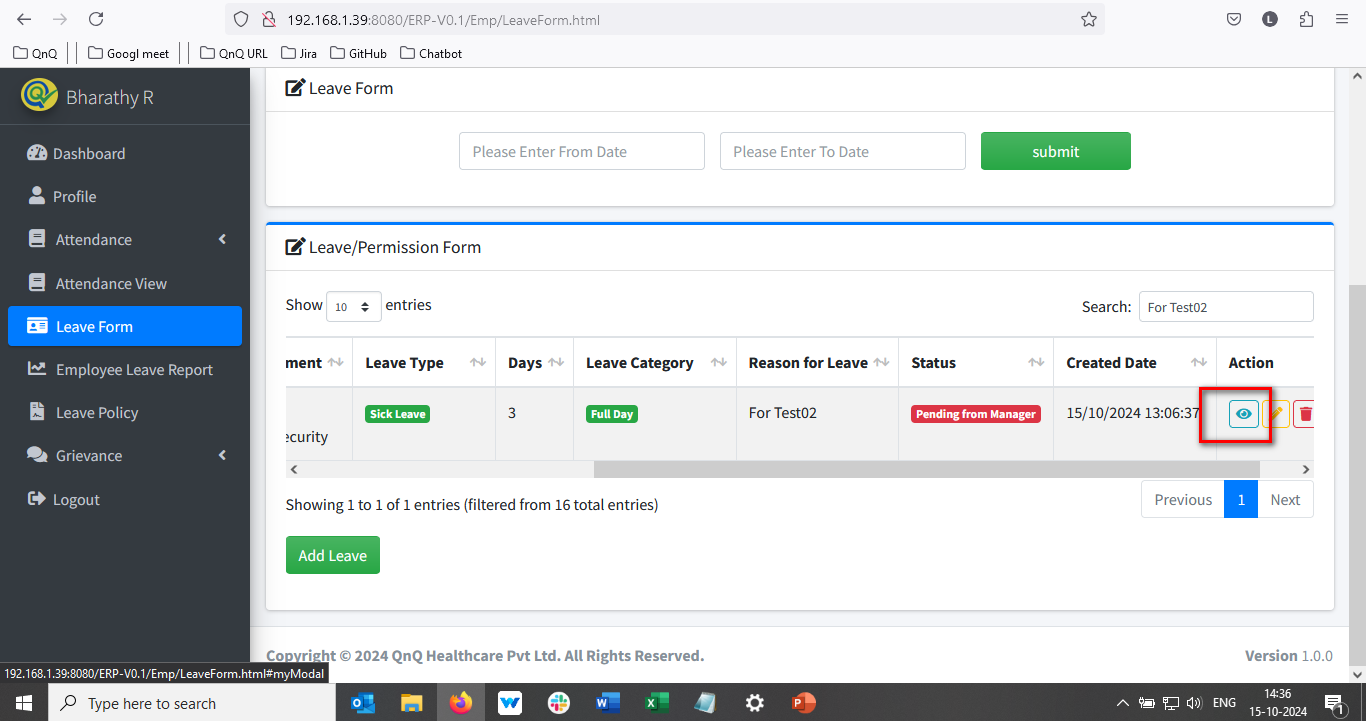 192.168.1.39:8080/ERP-V0.1/Emp/LeaveForm.html
L
QnQ Googl meet QnQ URL Jira GitHub Chatbot
Bharathy R
Dashboard
Profile
Attendance
Attendance View
Leave Form
Employee Leave Report
Leave Policy
Grievance
Logout
Leave Form
Please Enter From Date Please Enter To Date submit
Leave/Permission Form
Show 10 entries Search: For Test02
ment Leave Type Days Leave Category Reason for Leave Status Created Date Action
Sick Leave 3 Full Day For Test02 Pending from Manager 15/10/2024 13:06:37
ecurity
Showing 1 to 1 of 1 entries (filtered from 16 total entries) Previous 1 Next
Add Leave
Copyright © 2024 QnQ Healthcare Pvt Ltd. All Rights Reserved. Version 1.0.0
192.168.1.39:8080/ERP-V0.1/Emp/LeaveForm.html#myModal
Type here to search ENG 14:36
15-10-2024 1